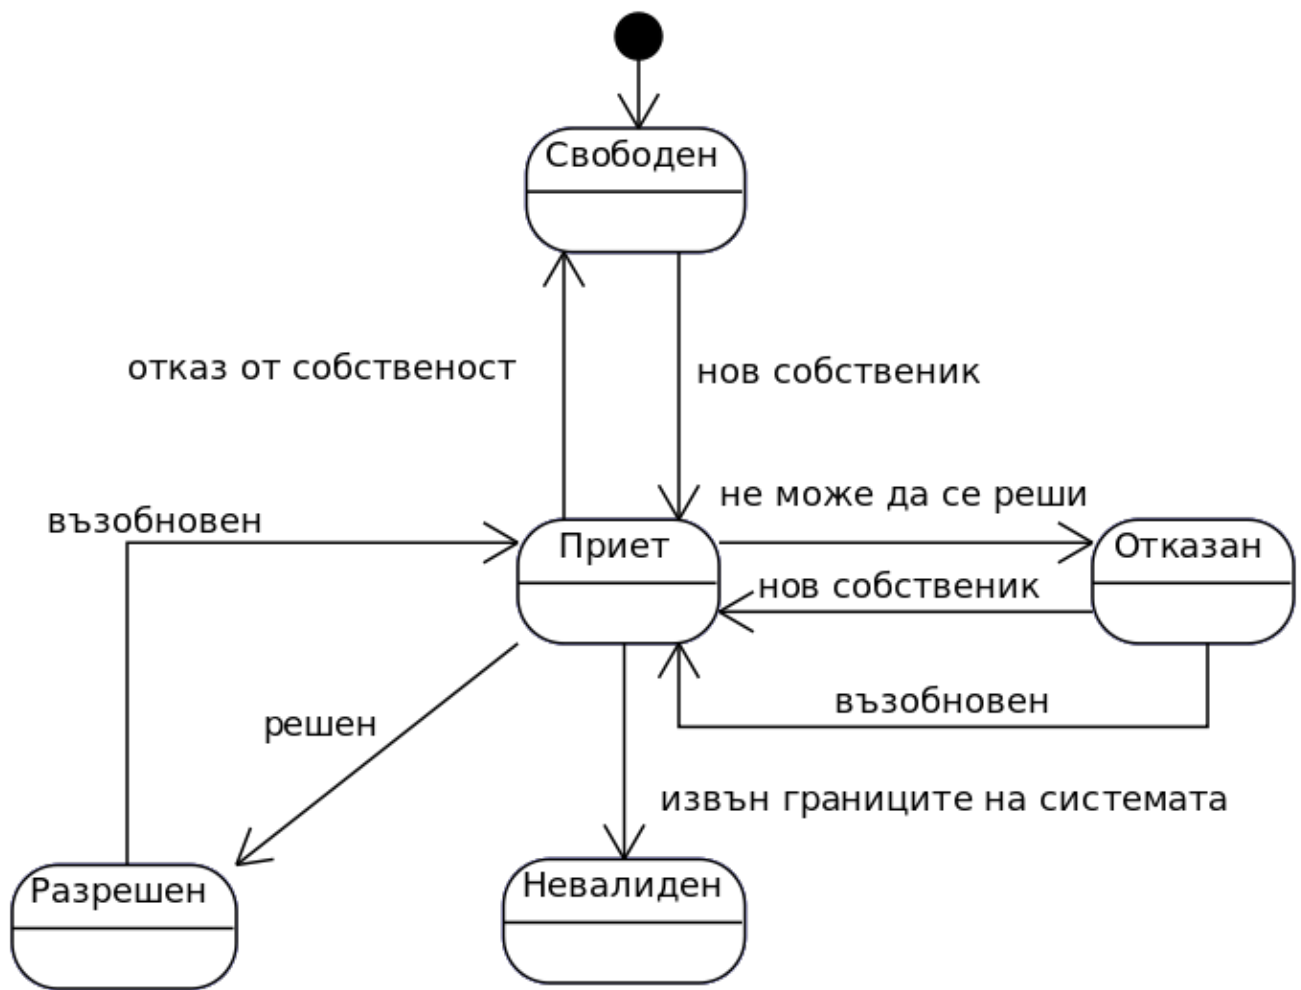 Свободен
отказ от собственост
нов собственик
не може да се реши
възобновен
Приет
Отказан
нов собственик
възобновен
решен
извън границите на системата
Разрешен
Невалиден